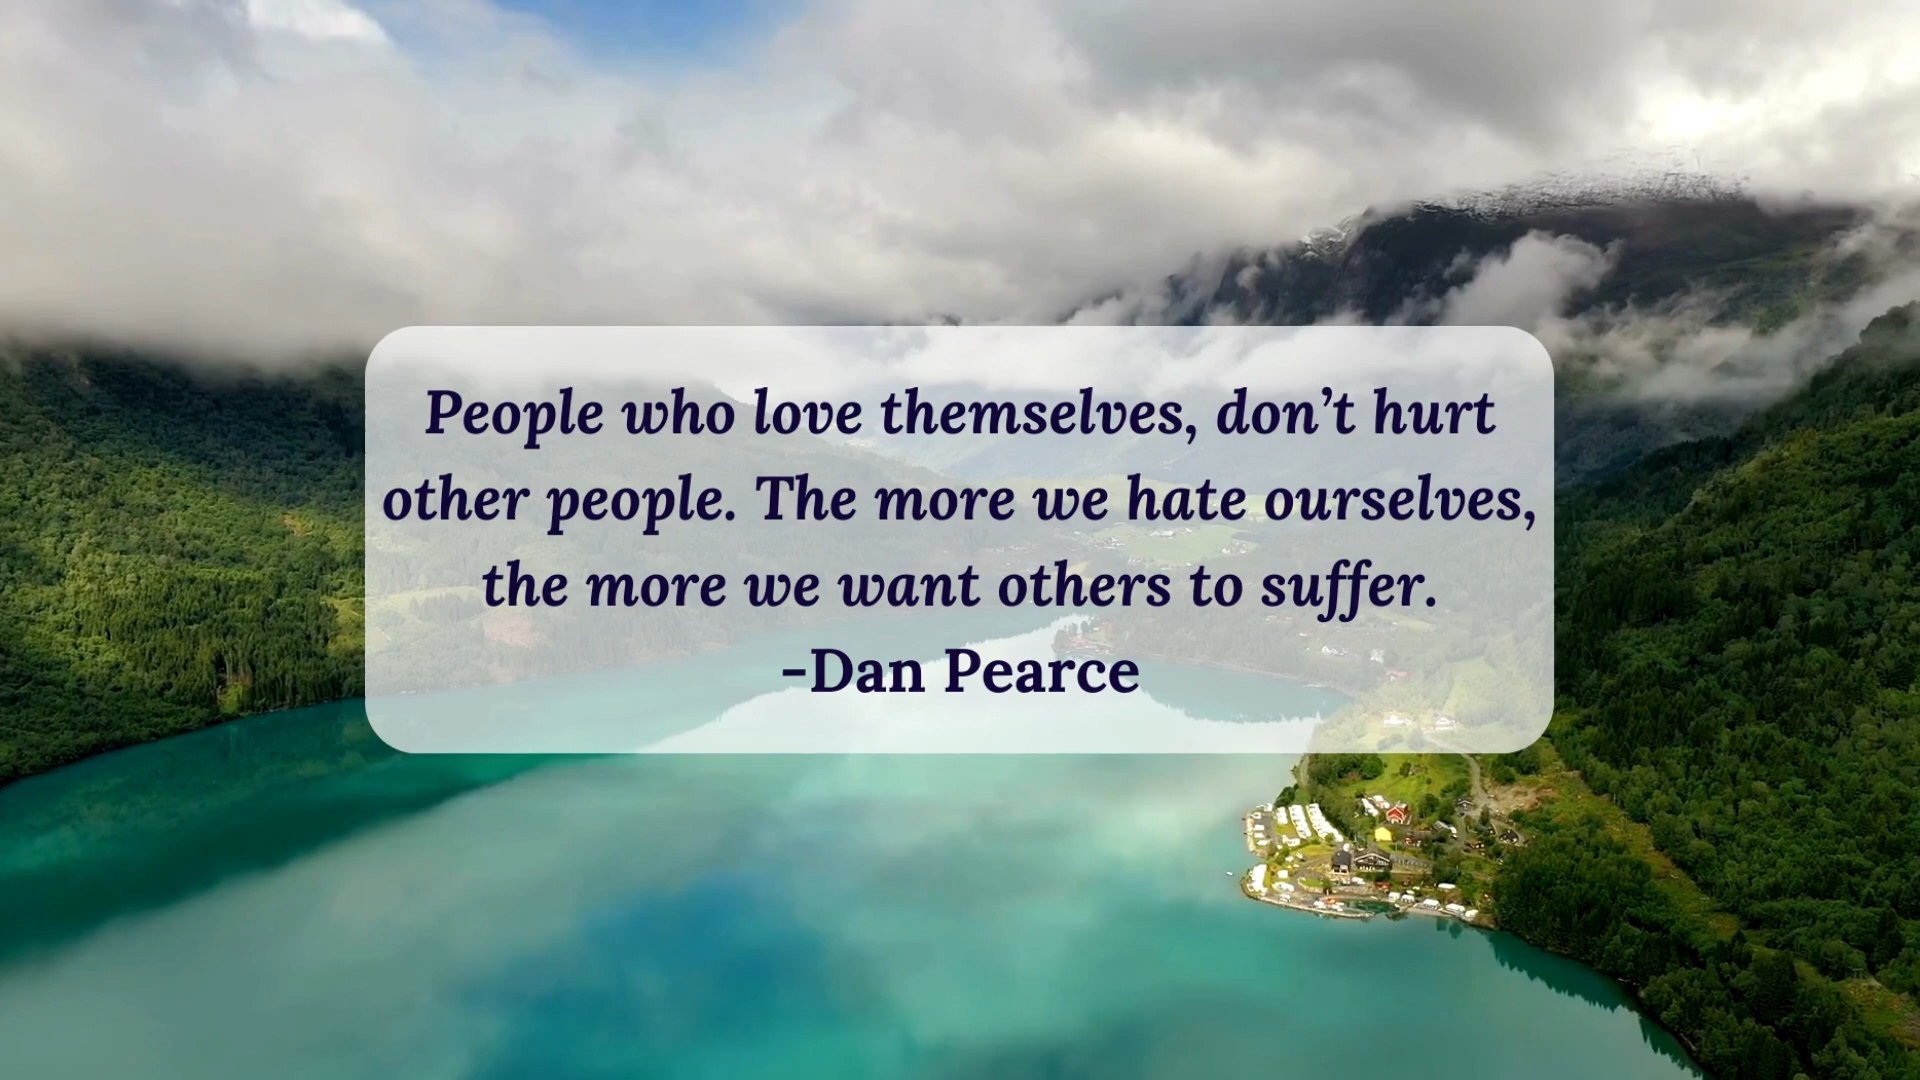 People who love themselves, don’t hurt
other people. The more we hate ourselves,
the more we want others to suffer.
-Dan Pearce